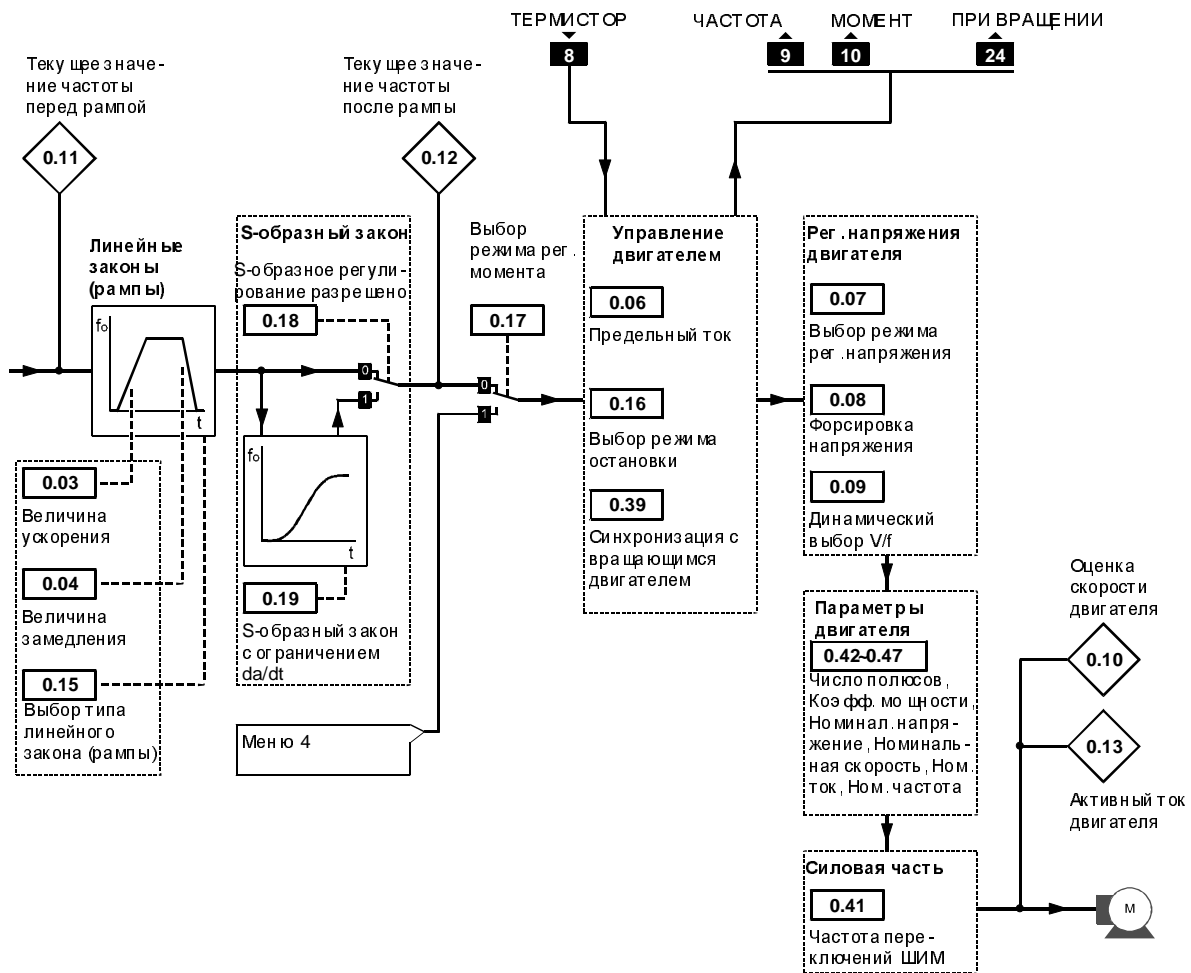 ТЕРМИСТОР
ЧАСТОТА
МОМЕНТ
ПРИ ВРАЩЕНИИ
8
9
10
24
Текущее значе-
ние частоты
перед рампой
0.11
Текущее значе-
ние частоты
после рампы
0.12
Линейные
законы
(рампы)
fo
t
0.03
Величина
ускорения
0.04
Величина
замедления
0.15
Выбор типа
линейного
закона (рампы)
S-образный закон
S-образное регули-
рование разрешено
0.18
0
1
fo
t
0.19
S-образный закон
с ограничением
da/dt
Меню 4
Выбор
режима рег.
момента
0.17
0
1
Управление
двигателем
0.06
Предельный ток
0.16
Выбор режима
остановки
0.39
Синхронизация с
вращающимся
двигателем
Рег. напряжения
двигателя
0.07
Выбор режима
рег. напряжения
0.08
Форсировка
напряжения
0.09
Динамический
выбор V/f
Параметры
двигателя
0.42~0.47
Число полюсов,
Коэфф. мощности,
Номинал. напря-
жение, Номиналь-
ная скорость, Ном.
ток, Ном. частота
Силовая часть
0.41
Частота пере-
ключений ШИМ
Оценка
скорости
двигателя
0.10
0.13
Активный ток
двигателя
М